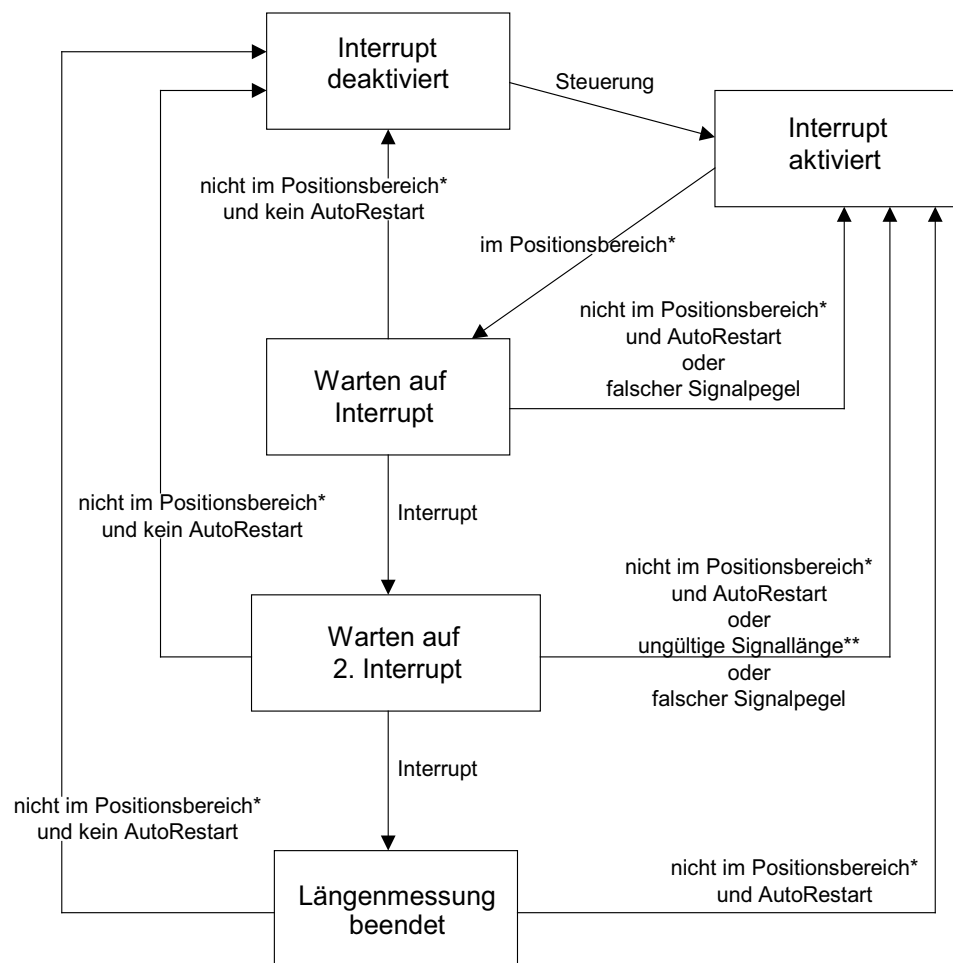 Interrupt
deaktiviert
Steuerung
Interrupt
aktiviert
nicht im Positionsbereich*
und kein AutoRestart
im Positionsbereich*
nicht im Positionsbereich*
und AutoRestart
oder
falscher Signalpegel
Warten auf
Interrupt
nicht im Positionsbereich*
und kein AutoRestart
Interrupt
nicht im Positionsbereich*
und AutoRestart
oder
ungültige Signallänge**
oder
falscher Signalpegel
Warten auf
2. Interrupt
Interrupt
nicht im Positionsbereich*
und kein AutoRestart
Längenmessung
beendet
nicht im Positionsbereich*
und AutoRestart